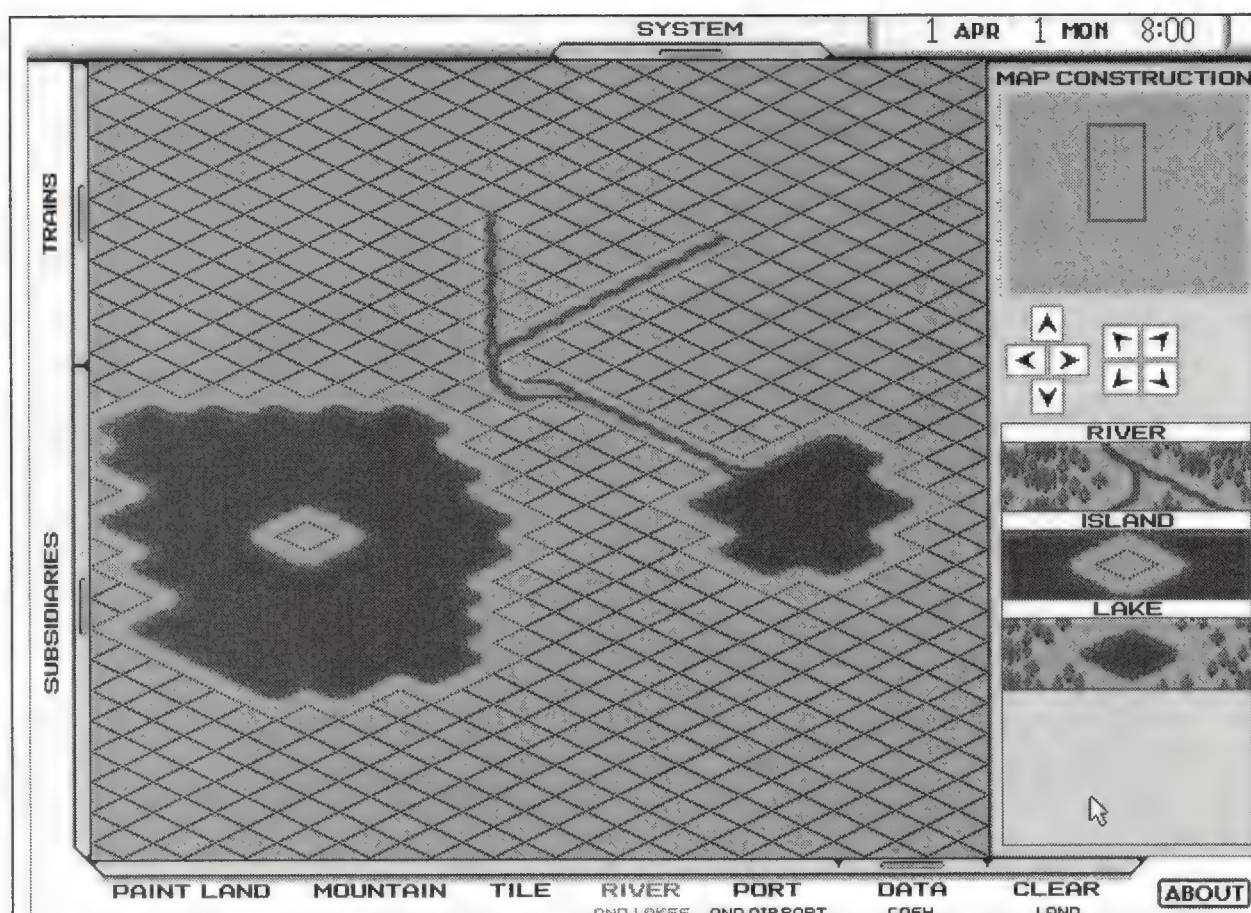 SYSTEM
1 APR 1 MON 8:00
MAP CONSTRUCTION
TRAINS
SUBSIDIARIES
RIVER
ISLAND
LAKE
PAINT LAND MOUNTAIN TILE RIVER PORT DATA CLEAR ABOUT
AND LAKES AND AIRPORT CASH LAND